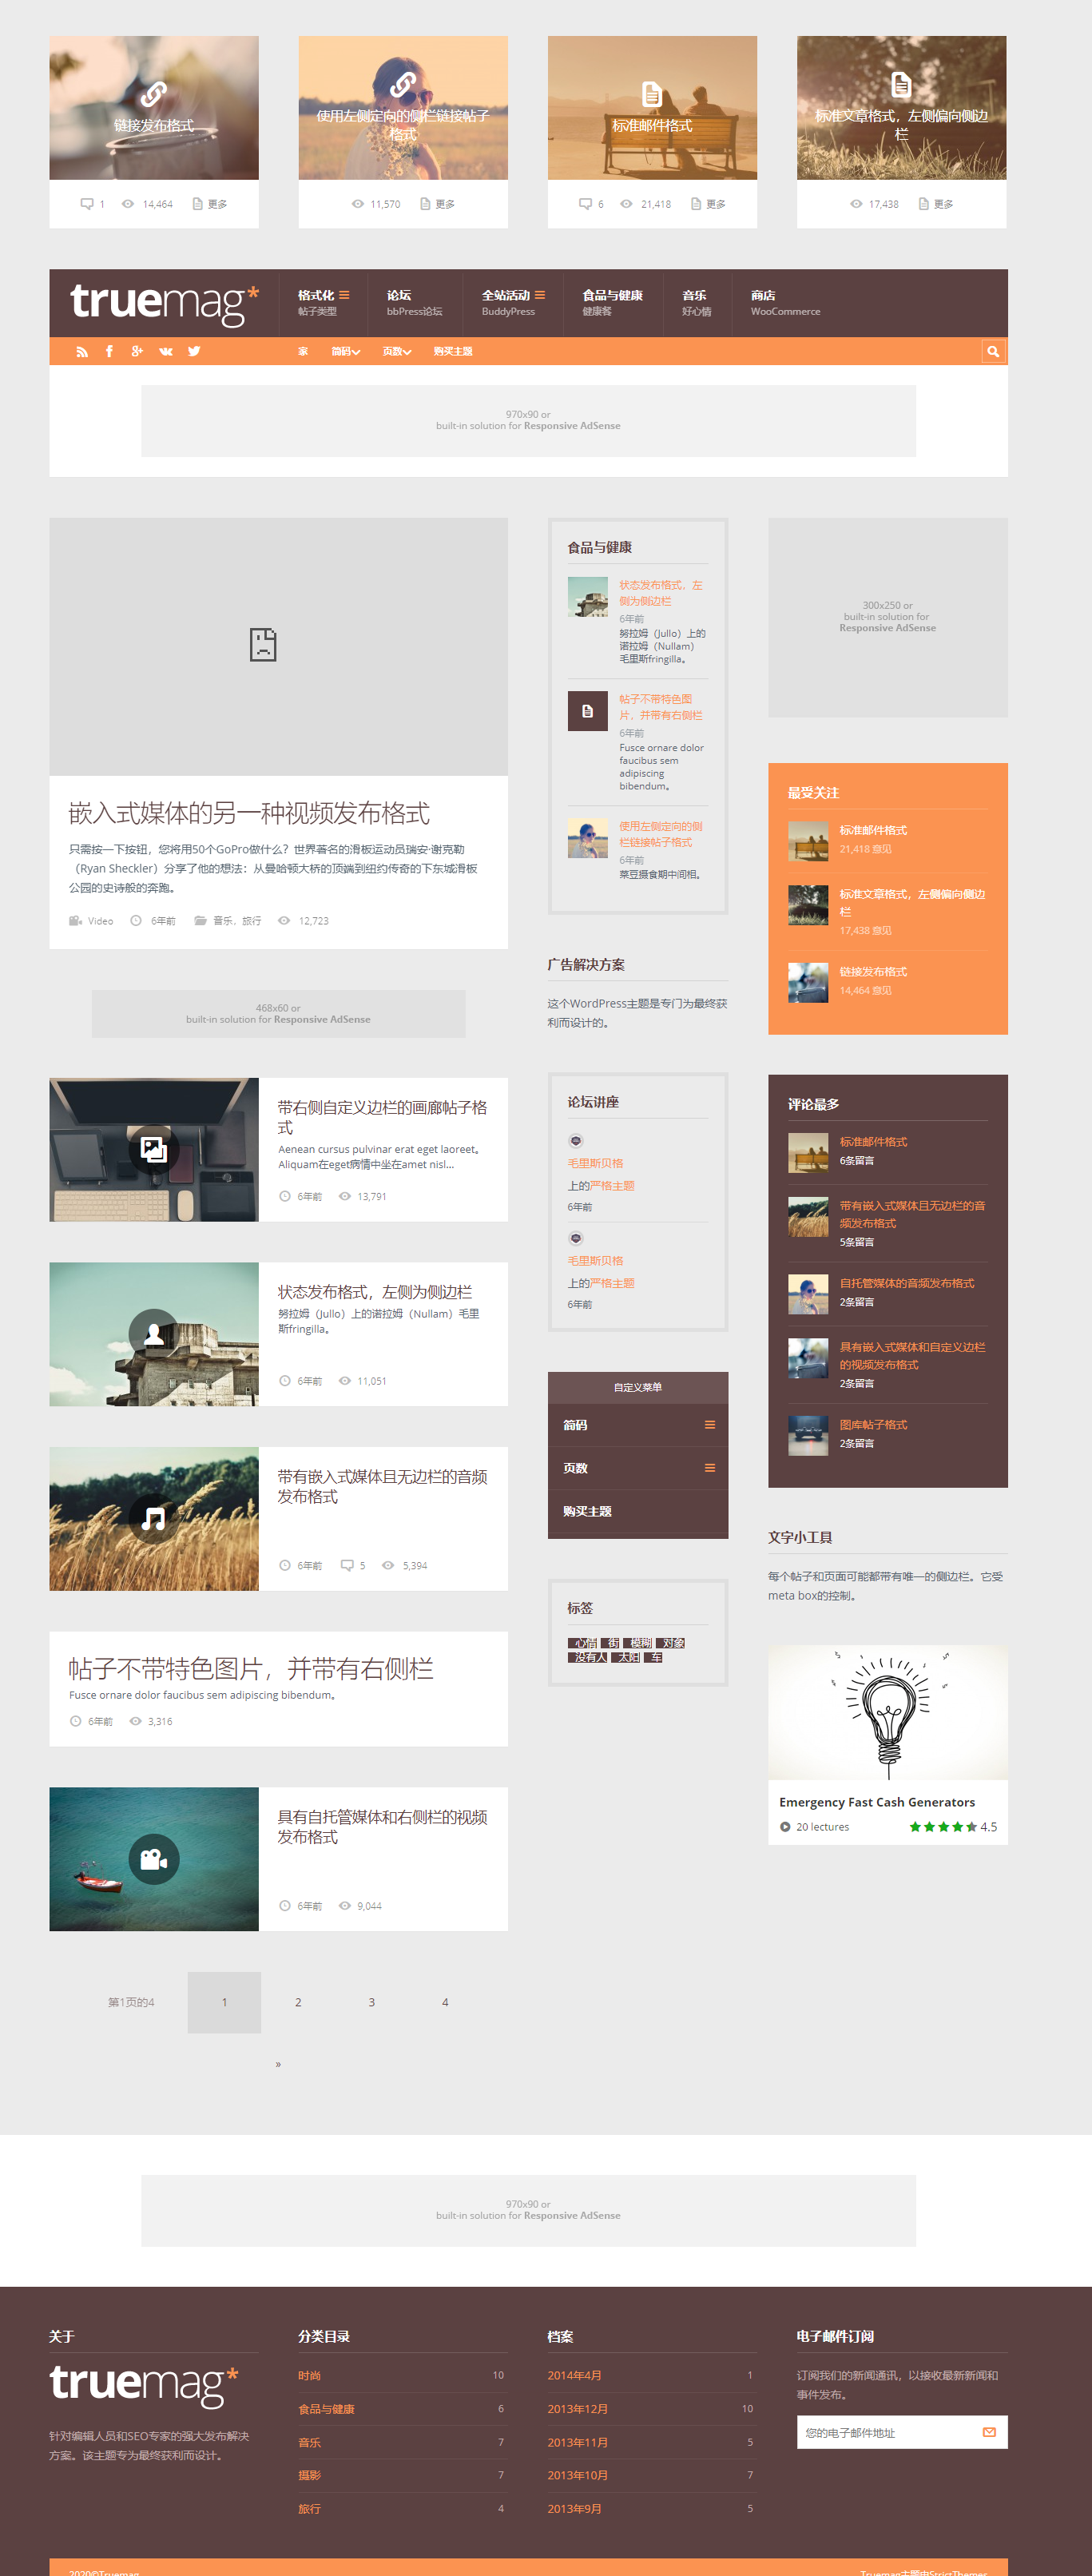 链接发布格式
使用左侧定向的侧栏链接帖子
格式
标准邮件格式
标准文章格式，左侧偏向侧边
栏
1 14,464 更多
11,570 更多
6 21,418 更多
17,438 更多
truemag*
格式化
帖子类型
论坛
bbPress论坛
全站活动
BuddyPress
食品与健康
健康餐
音乐
好心情
商店
WooCommerce
家 简码 页数 购买主题
970x90 or
built-in solution for Responsive AdSense
嵌入式媒体的另一种视频发布格式
只需按一下按钮，您将用50个GoPro做什么？世界著名的滑板运动员瑞安·谢克勒
（Ryan Sheckler）分享了他的想法：从曼哈顿大桥的顶端到纽约传奇的下东城滑板
公园的史诗般的奔跑。
Video 6年前 音乐，旅行 12,723
468x60 or
built-in solution for Responsive AdSense
带右侧自定义边栏的画廊帖子格
式
Aenean cursus pulvinar erat eget laoreet。
Aliquam在eget病情中坐在amet nisl…
6年前 13,791
状态发布格式，左侧为侧边栏
努拉姆（Jullo）上的诺拉姆（Nullam）毛里
斯fringilla。
6年前 11,051
带有嵌入式媒体且无边栏的音频
发布格式
6年前 5 5,394
帖子不带特色图片，并带有右侧栏
Fusce ornare dolor faucibus sem adipiscing bibendum。
6年前 3,316
具有自托管媒体和右侧栏的视频
发布格式
6年前 9,044
第1页的4 1 2 3 4
»
食品与健康
状态发布格式，左
侧为侧边栏
6年前
努拉姆（Jullo）上的
诺拉姆（Nullam）
毛里斯fringilla。
帖子不带特色图
片，并带有右侧栏
6年前
Fusce ornare dolor
faucibus sem
adipiscing
bibendum。
使用左侧定向的侧
栏链接帖子格式
6年前
菜豆摄食期中间相。
广告解决方案
这个WordPress主题是专门为最终获
利而设计的。
论坛讲座
毛里斯贝格
上的严格主题
6年前
毛里斯贝格
上的严格主题
6年前
自定义菜单
简码
页数
购买主题
标签
心情 街 模糊 对象
没有人 太阳 车
300x250 or
built-in solution for
Responsive AdSense
最受关注
标准邮件格式
21,418 意见
标准文章格式，左侧偏向侧边
栏
17,438 意见
链接发布格式
14,464 意见
评论最多
标准邮件格式
6条留言
带有嵌入式媒体且无边栏的音
频发布格式
5条留言
自托管媒体的音频发布格式
2条留言
具有嵌入式媒体和自定义边栏
的视频发布格式
2条留言
图库帖子格式
2条留言
文字小工具
每个帖子和页面可能都带有唯一的侧边栏。它受
meta box的控制。
Emergency Fast Cash Generators
20 lectures 4.5
970x90 or
built-in solution for Responsive AdSense
关于
truemag*
针对编辑人员和SEO专家的强大发布解决
方案。该主题专为最终获利而设计。
分类目录
时尚 10
食品与健康 6
音乐 7
摄影 7
旅行 4
档案
2014年4月 1
2013年12月 10
2013年11月 5
2013年10月 7
2013年9月 5
电子邮件订阅
订阅我们的新闻通讯，以接收最新新闻和
事件发布。
您的电子邮件地址
2020©Truemag
Truemag主题由StrictThemes